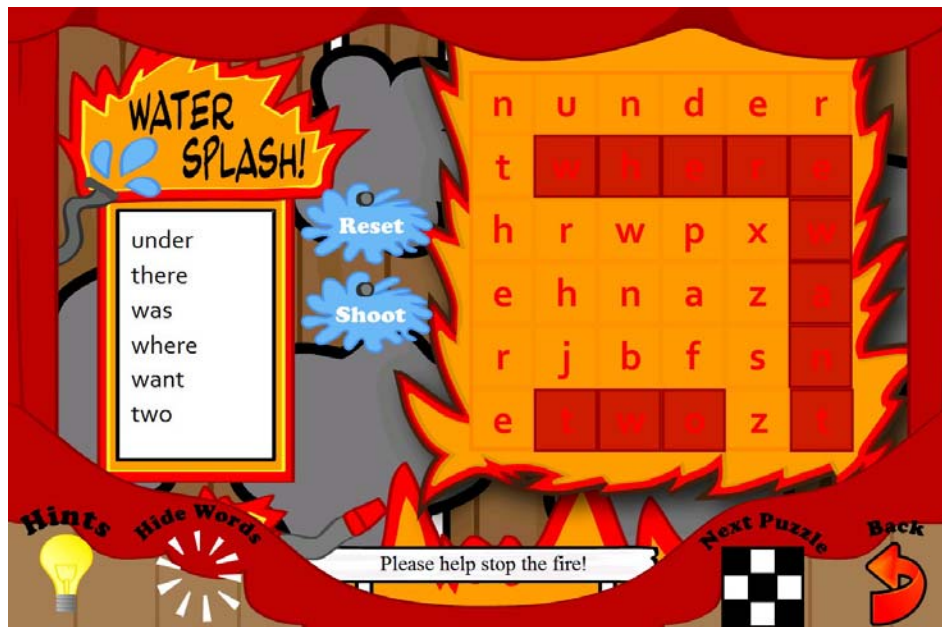 WATER
SPLASH!
under
there
was
where
want
two
Reset
Shoot
n u n d e r
t w h e r e
h r w p x w
e h n a z a
r j b f s n
e t w o z t
Hints
Hide Words
Please help stop the fire!
Next Puzzle
Back